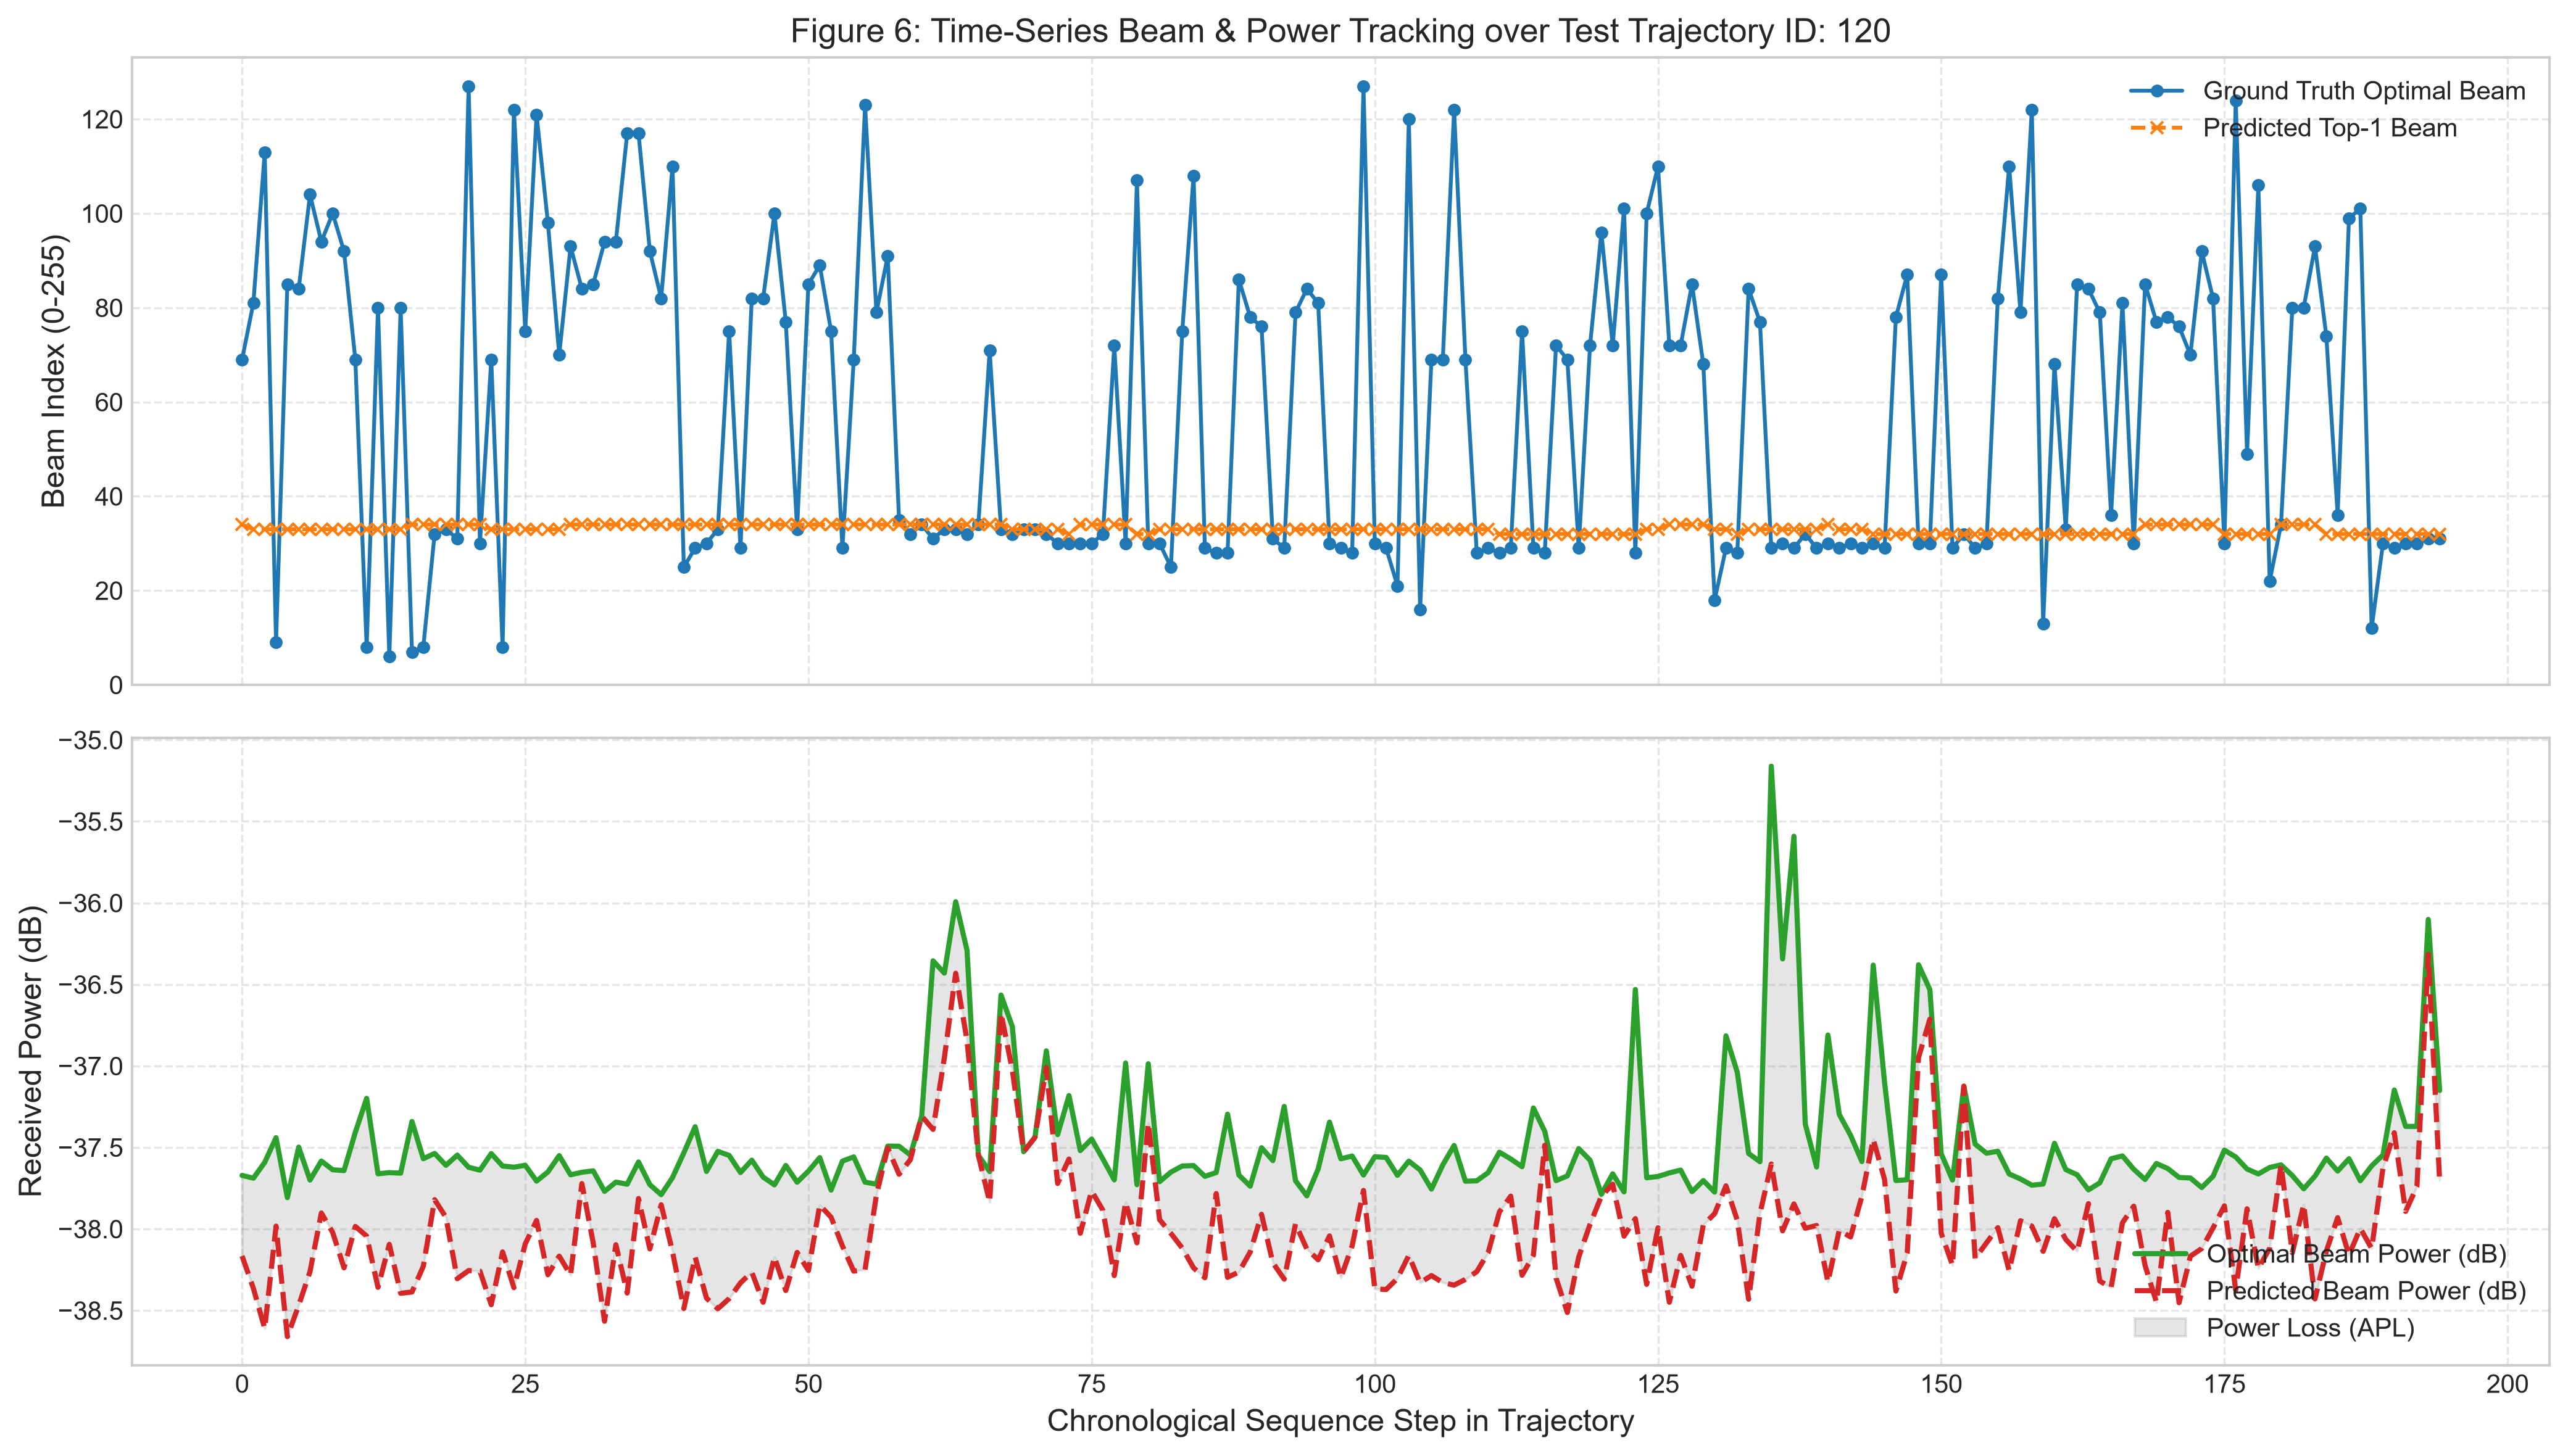 Figure 6: Time-Series Beam & Power Tracking over Test Trajectory ID: 120
Beam Index (0-255)
120
100
80
60
40
20
0
Ground Truth Optimal Beam
Predicted Top-1 Beam
Received Power (dB)
−35.0
−35.5
−36.0
−36.5
−37.0
−37.5
−38.0
−38.5
Optimal Beam Power (dB)
Predicted Beam Power (dB)
Power Loss (APL)
0 25 50 75 100 125 150 175 200
Chronological Sequence Step in Trajectory